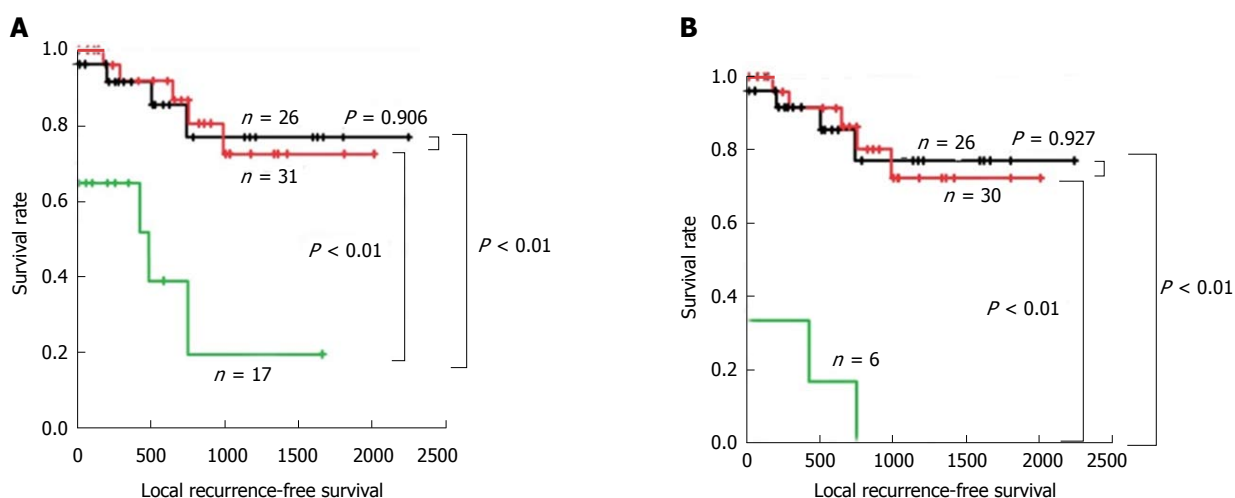 A
1.0
0.8
0.6
0.4
0.2
0.0
Survival rate
n = 26
P = 0.906
n = 31
P < 0.01
P < 0.01
n = 17
0 500 1000 1500 2000 2500
Local recurrence-free survival
B
1.0
0.8
0.6
0.4
0.2
0.0
Survival rate
n = 26
P = 0.927
n = 30
P < 0.01
P < 0.01
n = 6
0 500 1000 1500 2000 2500
Local recurrence-free survival